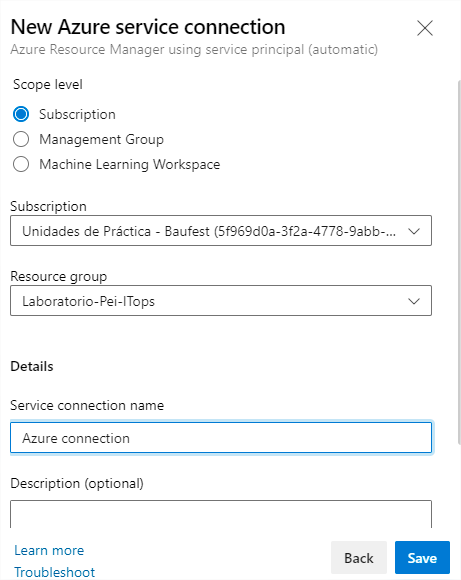 New Azure service connection
Azure Resource Manager using service principal (automatic)
Scope level
Subscription
Management Group
Machine Learning Workspace
Subscription
Unidades de Práctica - Baufest (5f969d0a-3f2a-4778-9abb-...
Resource group
Laboratorio-Pei-ITops
Details
Service connection name
Azure connection
Description (optional)
Learn more
Troubleshoot
Back
Save